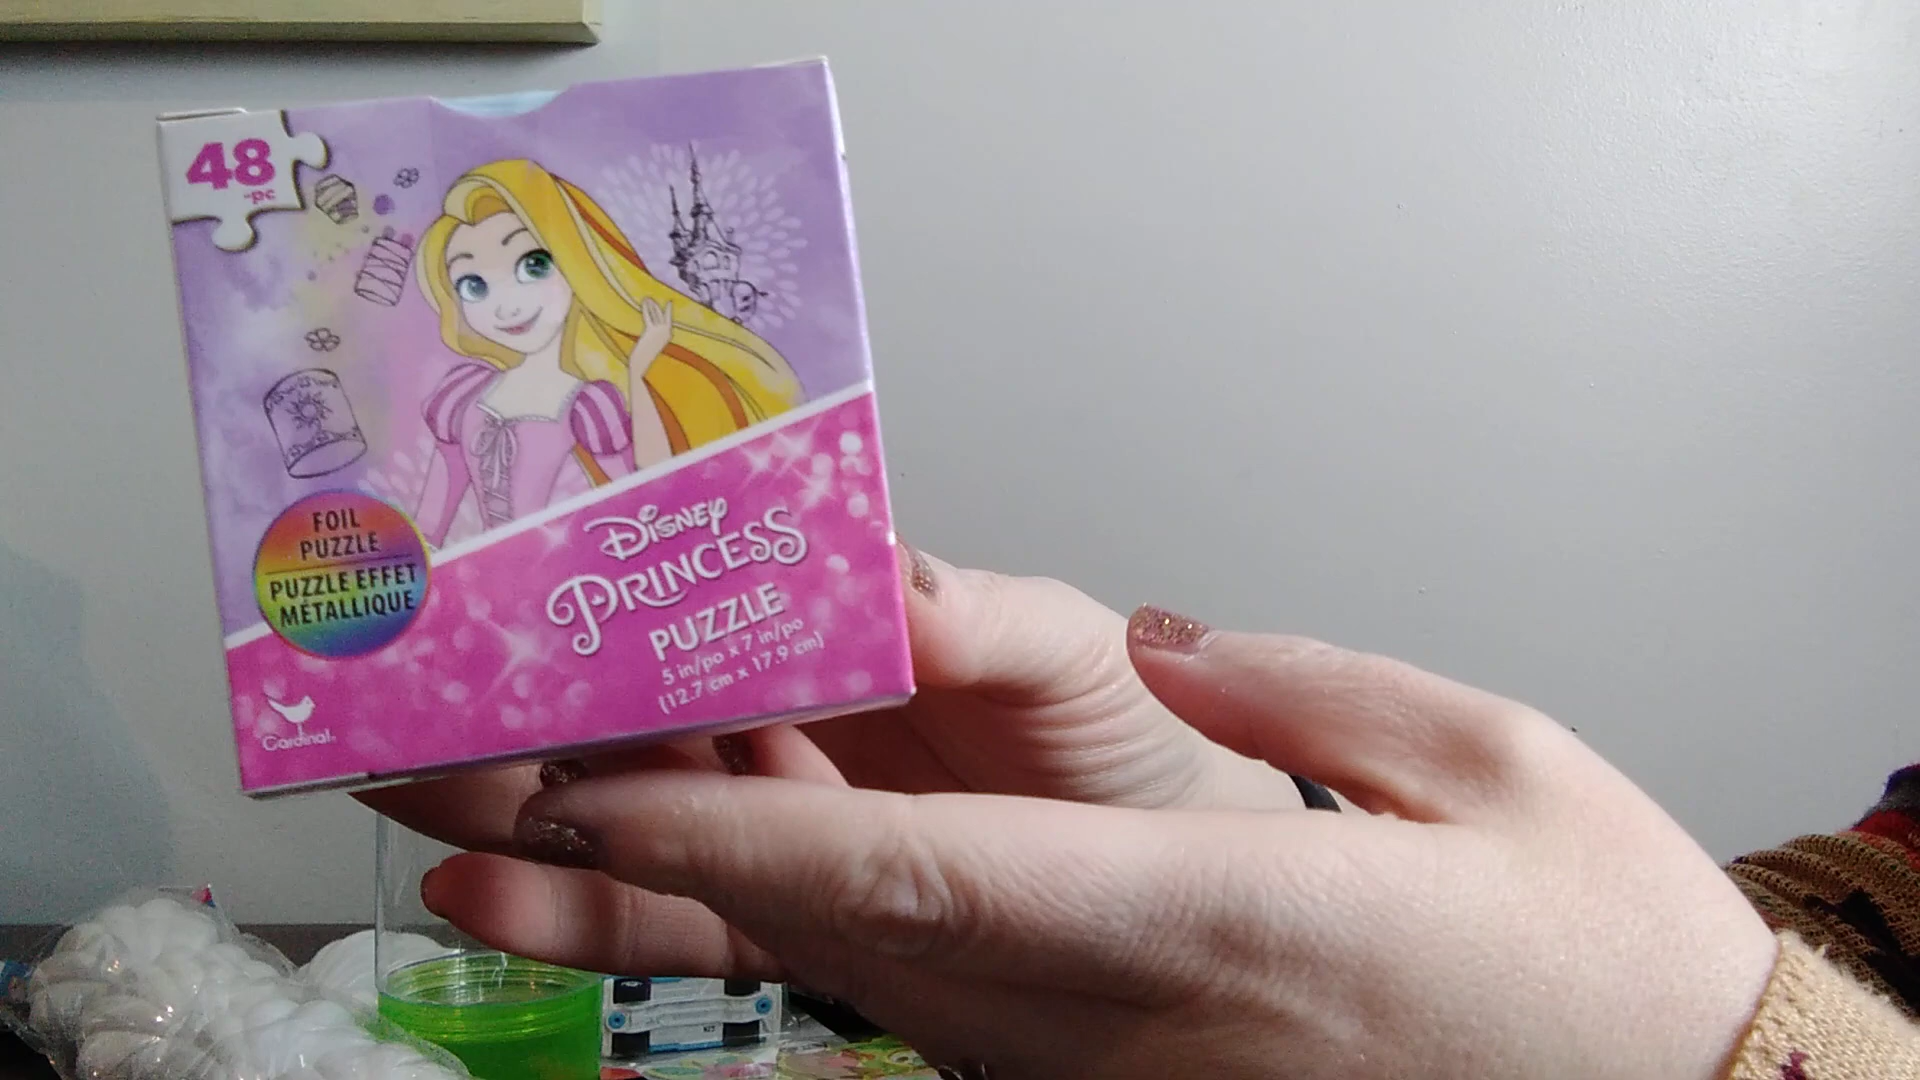 48
-pc
FOIL
PUZZLE
PUZZLE EFFET
MÉTALLIQUE
DISNEY
PRINCESS
PUZZLE
5 in/po x 7 in/po
(12.7 cm x 17.9 cm)
Cardinal